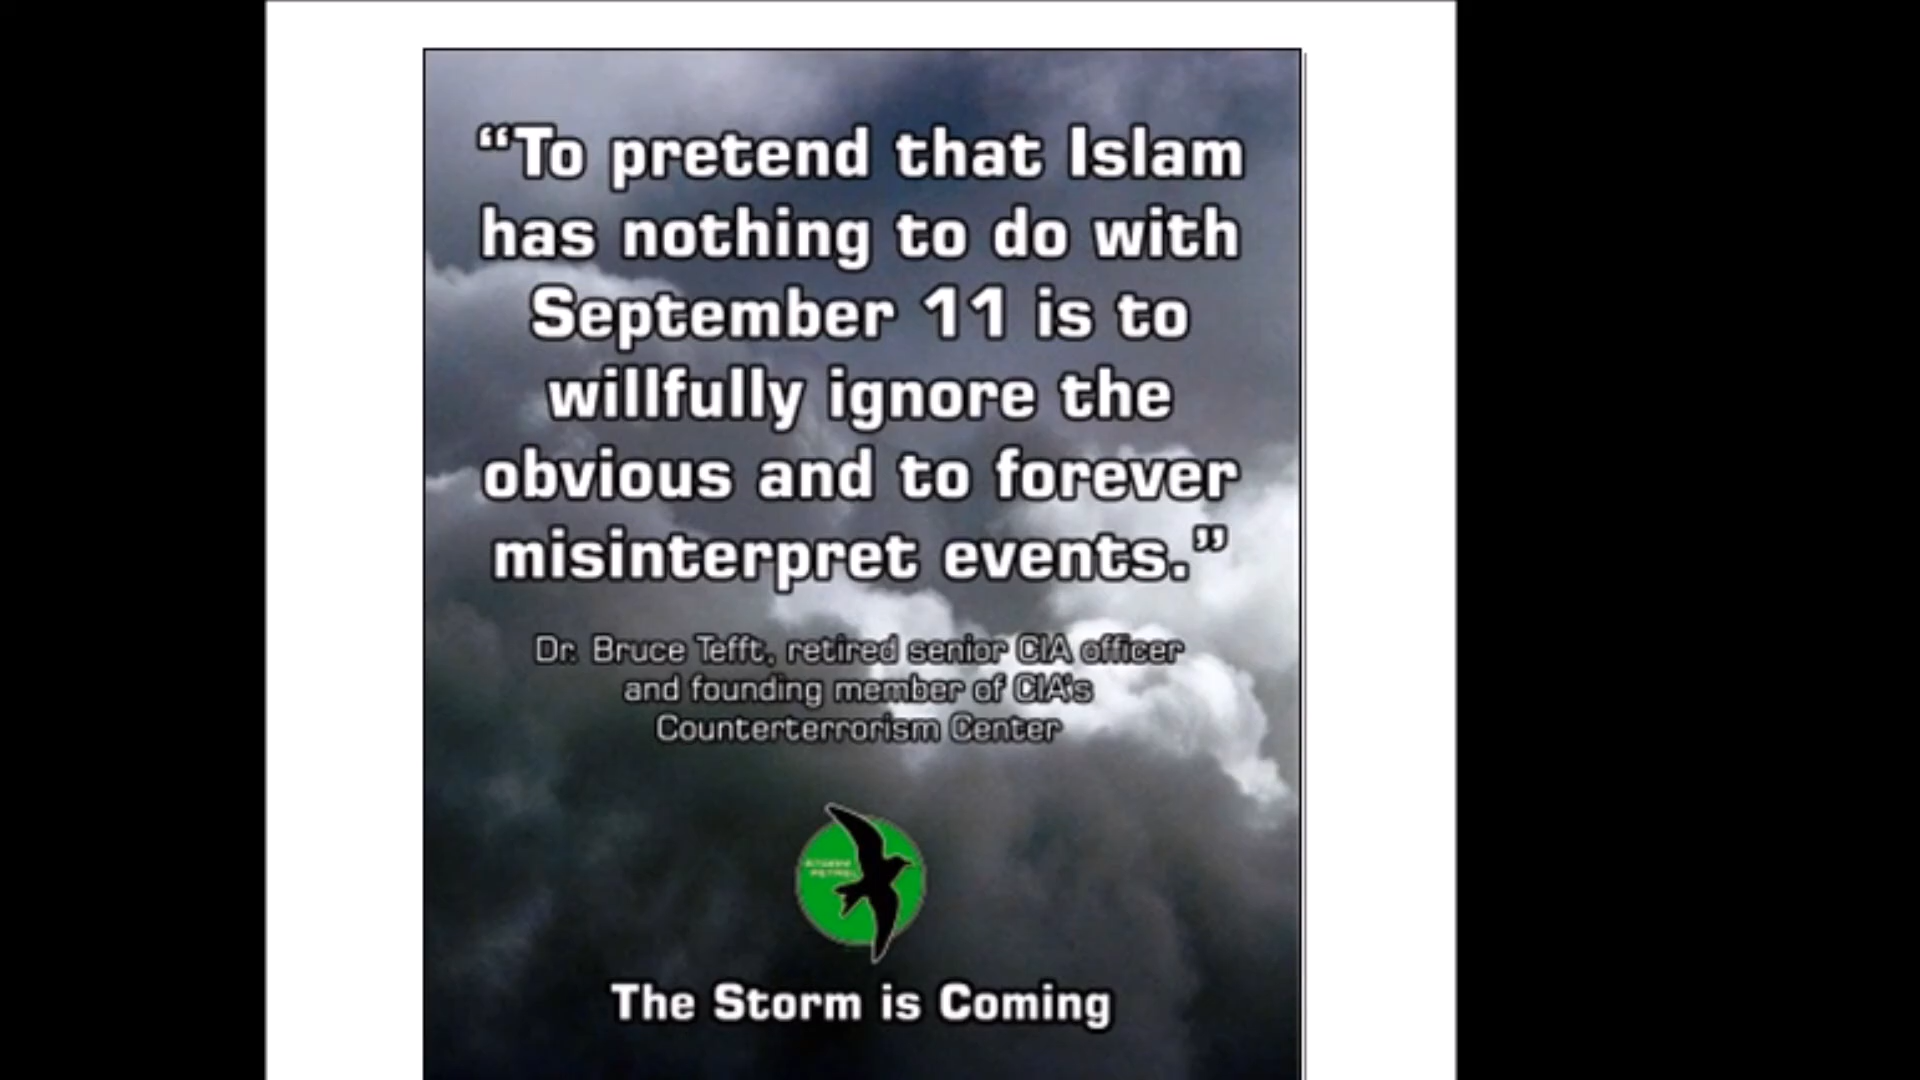 “To pretend that Islam
has nothing to do with
September 11 is to
willfully ignore the
obvious and to forever
misinterpret events.”
Dr. Bruce Tefft, retired senior CIA officer
and founding member of CIA's
Counterterrorism Center
PETREL
The Storm is Coming